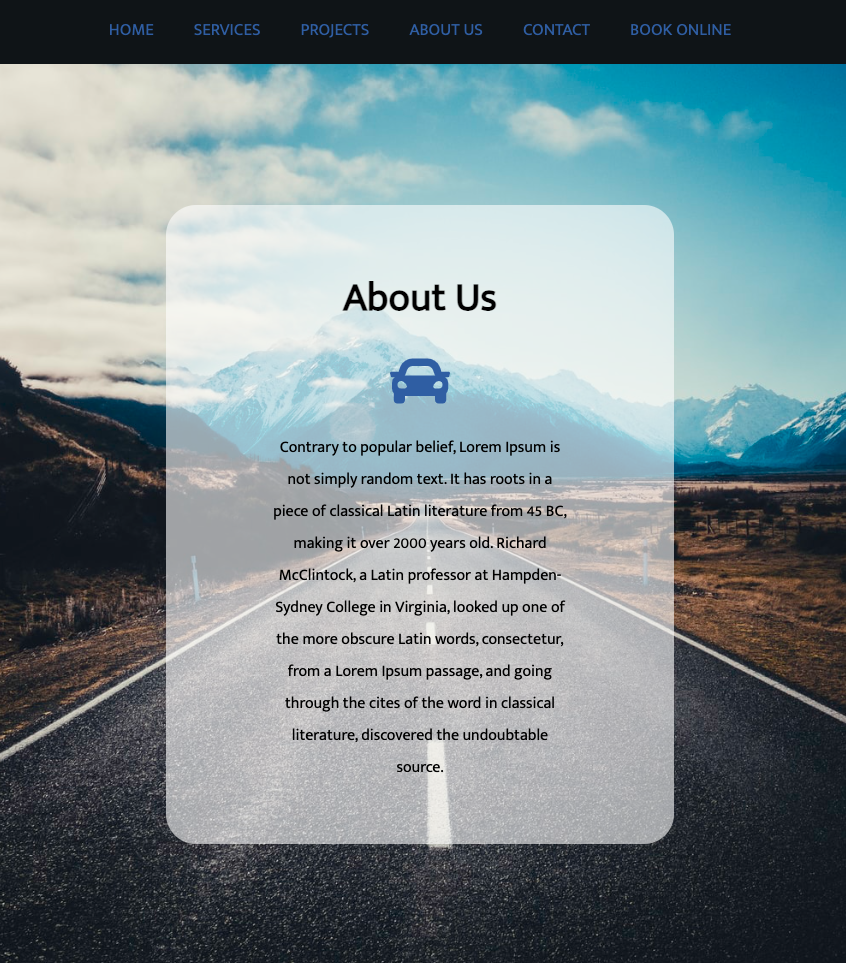 HOME SERVICES PROJECTS ABOUT US CONTACT BOOK ONLINE
About Us
Contrary to popular belief, Lorem Ipsum is
not simply random text. It has roots in a
piece of classical Latin literature from 45 BC,
making it over 2000 years old. Richard
McClintock, a Latin professor at Hampden-
Sydney College in Virginia, looked up one of
the more obscure Latin words, consectetur,
from a Lorem Ipsum passage, and going
through the cites of the word in classical
literature, discovered the undoubtable
source.